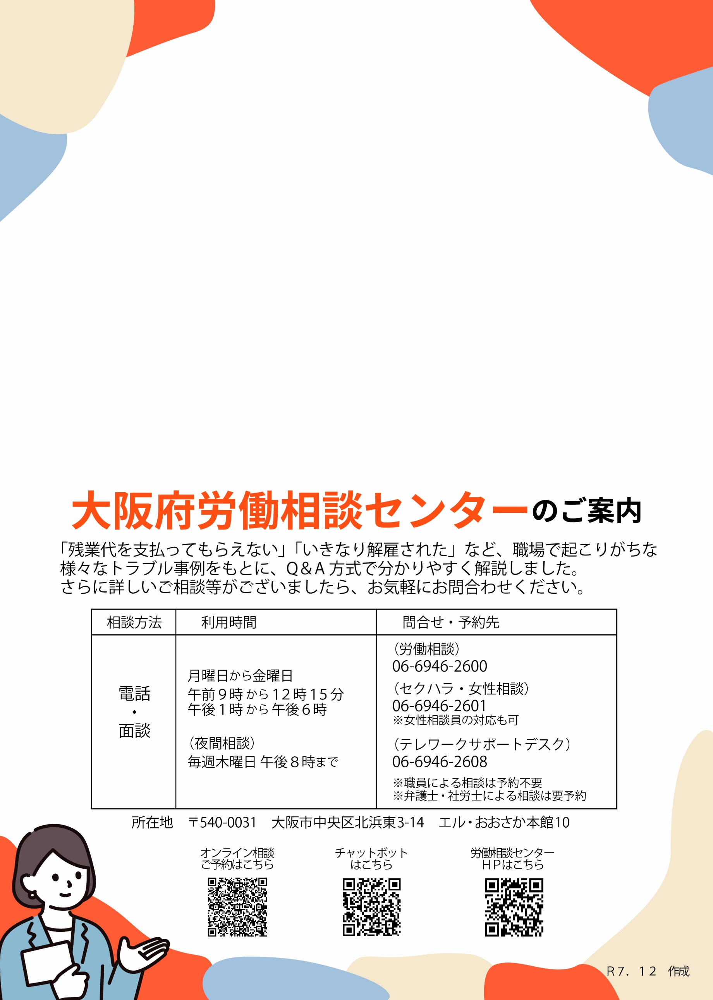 大阪府労働相談センターのご案内
「残業代を支払ってもらえない」「いきなり解雇された」など、職場で起こりがちな
様々なトラブル事例をもとに、Q&A 方式で分かりやすく解説しました。
さらに詳しいご相談等がございましたら、お気軽にお問合わせください。
相談方法 利用時間 問合せ・予約先
電話
・
面談
月曜日から金曜日
午前９時から12時15分
午後１時から午後６時
（夜間相談）
毎週木曜日 午後８時まで
（労働相談）
06-6946-2600
（セクハラ・女性相談）
06-6946-2601
※女性相談員の対応も可
（テレワークサポートデスク）
06-6946-2608
※職員による相談は予約不要
※弁護士・社労士による相談は要予約
所在地　〒540-0031　大阪市中央区北浜東3-14　エル・おおさか本館10
オンライン相談
ご予約はこちら
チャットボット
はこちら
労働相談センター
ＨＰはこちら
Ｒ７．１２　作成